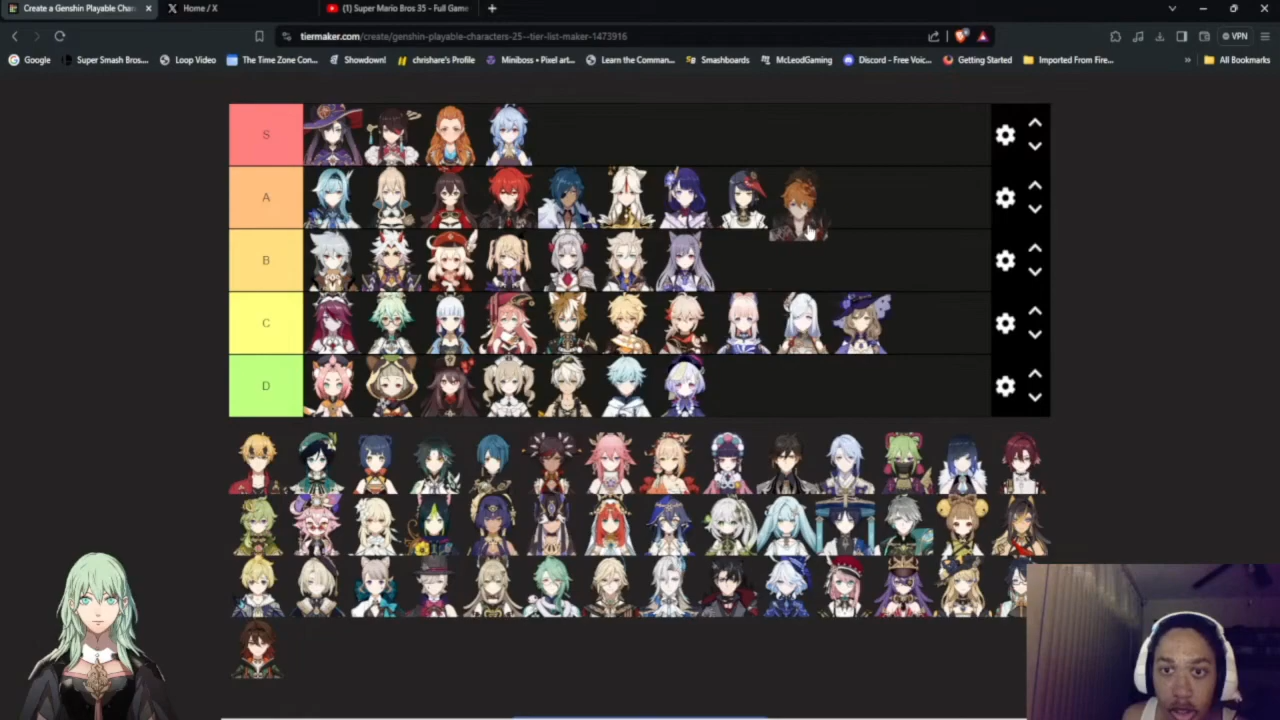 Create a Genshin Playable Char
Home / X
(1) Super Mario Bros 35 - Full Game
tiermaker.com/create/genshin-playable-characters-25--tier-list-maker-1473916
VPN
Google
Super Smash Bros...
Loop Video
The Time Zone Con...
Showdown!
chrishare's Profile
Miniboss • Pixel art...
Learn the Comman...
Smashboards
McLeodGaming
Discord - Free Voic...
Getting Started
Imported From Fire...
All Bookmarks
S
A
B
C
D